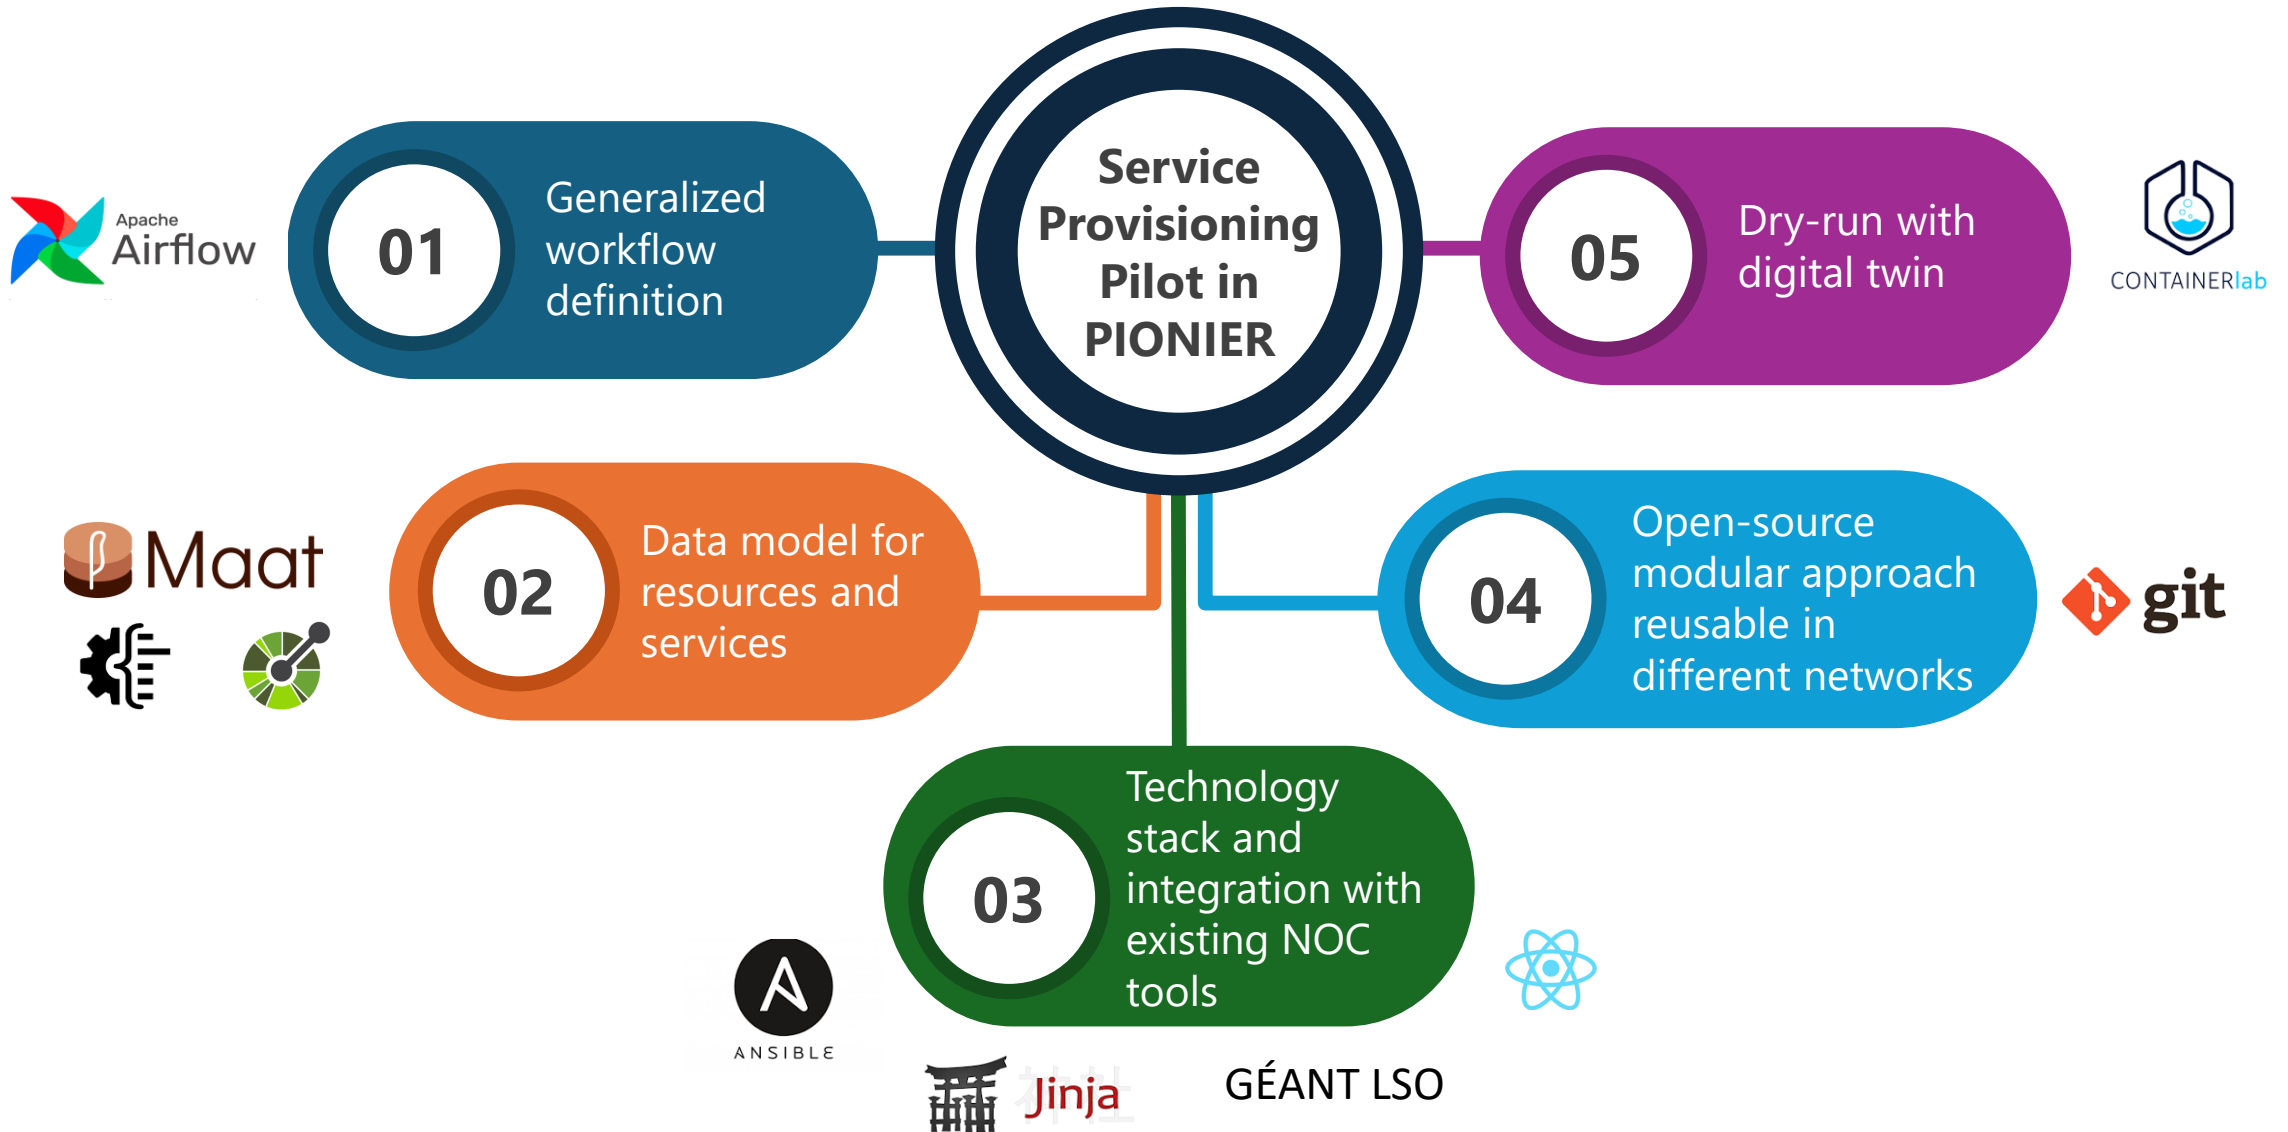 Service
Provisioning
Pilot in
PIONIER
Apache
Airflow
01
Generalized
workflow
definition
Maat
02
Data model for
resources and
services
03
Technology
stack and
integration with
existing NOC
tools
ANSIBLE
神社
Jinja
GÉANT LSO
04
Open-source
modular approach
reusable in
different networks
git
05
Dry-run with
digital twin
CONTAINERlab